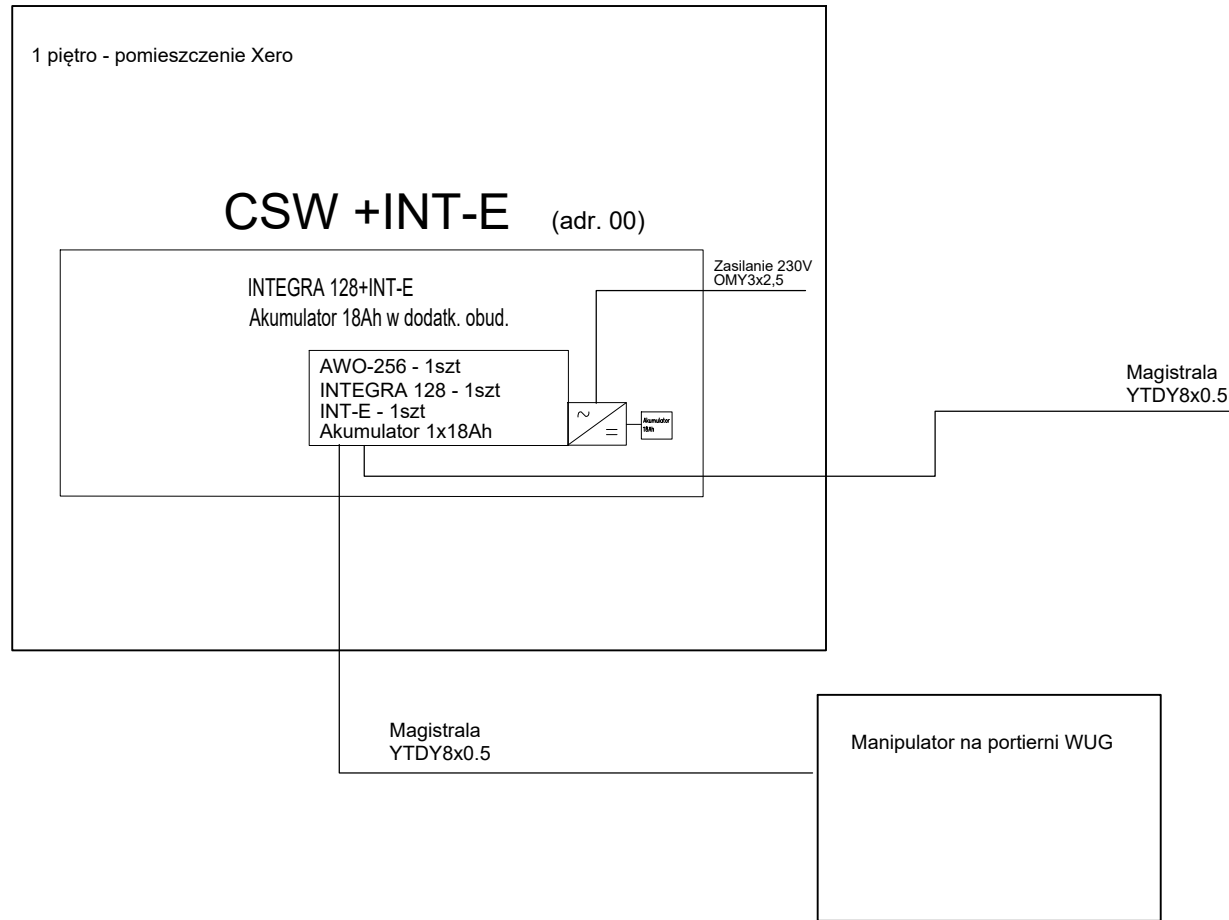 1 piętro - pomieszczenie Xero
CSW +INT-E (adr. 00)
Zasilanie 230V
OMY3x2,5
INTEGRA 128+INT-E
Akumulator 18Ah w dodatk. obud.
AWO-256 - 1szt
INTEGRA 128 - 1szt
INT-E - 1szt
Akumulator 1x18Ah
~
=
Akumulator
18Ah
Magistrala
YTDY8x0.5
Magistrala
YTDY8x0.5
Manipulator na portierni WUG